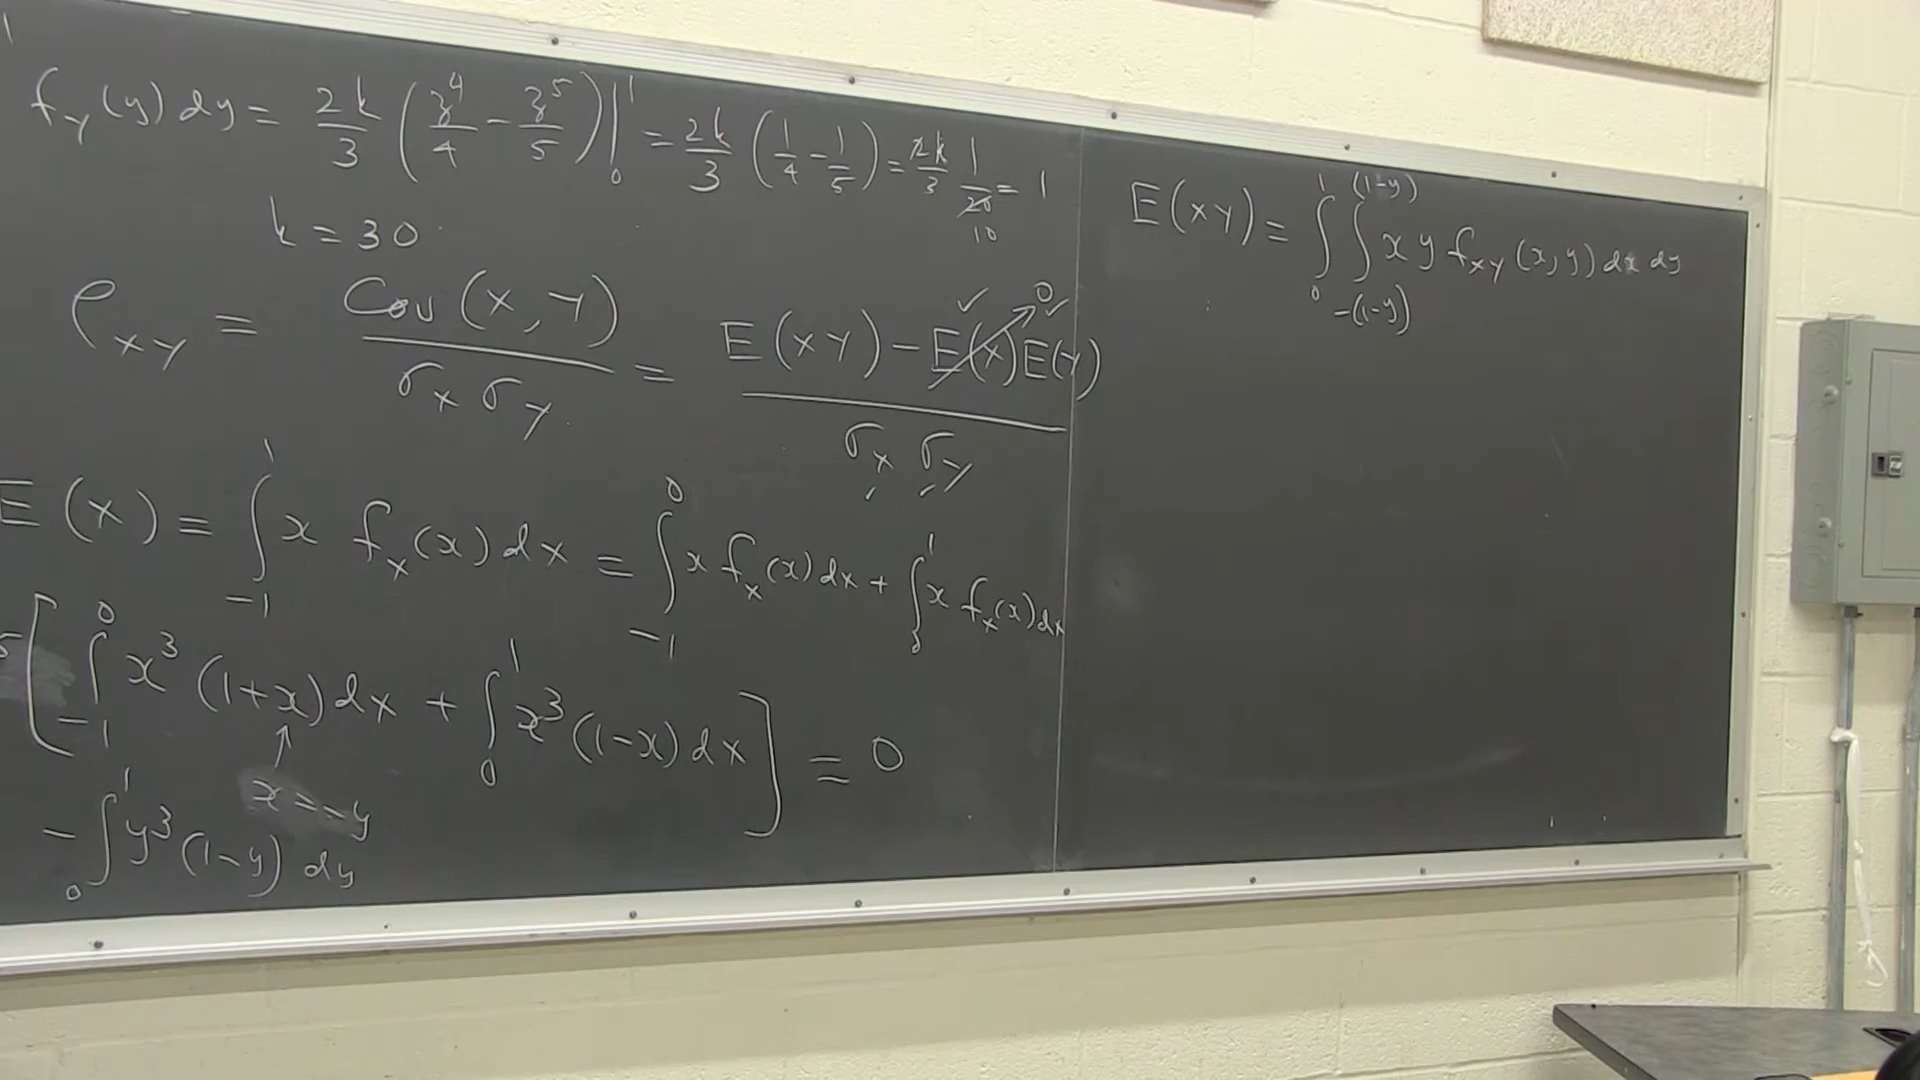 1
f_Y(y) dy = 2k/3 (z^4/4 - z^5/5) |_0^1 = 2k/3 (1/4 - 1/5) = 2k/3 1/20 = 1
10
k = 30
ρ_XY = Cov(X, Y) / σ_X σ_Y = E(XY) - E(X)E(Y) / σ_X σ_Y
✓ 0 ✓
E(X) = ∫_{-1}^{1} x f_X(x) dx = ∫_{-1}^{0} x f_X(x) dx + ∫_0^1 x f_X(x) dx
[ ∫_{-1}^{0} x^3 (1+x) dx + ∫_0^1 x^3 (1-x) dx ] = 0
↑
x = -y
- ∫_0^1 y^3 (1-y) dy
E(XY) = ∫_0^1 ∫_{-(1-y)}^{(1-y)} x y f_XY(x, y) dx dy